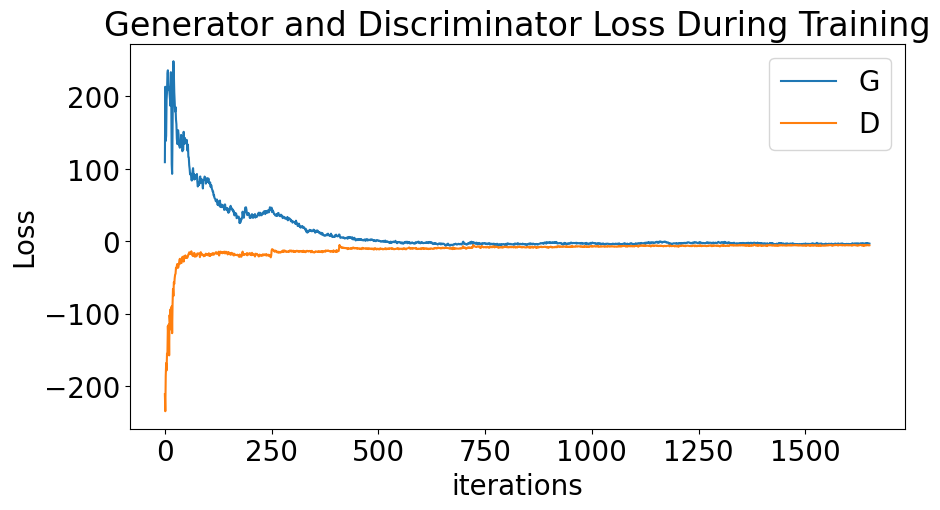 Generator and Discriminator Loss During Training
G
D
200
100
0
−100
−200
Loss
0 250 500 750 1000 1250 1500
iterations